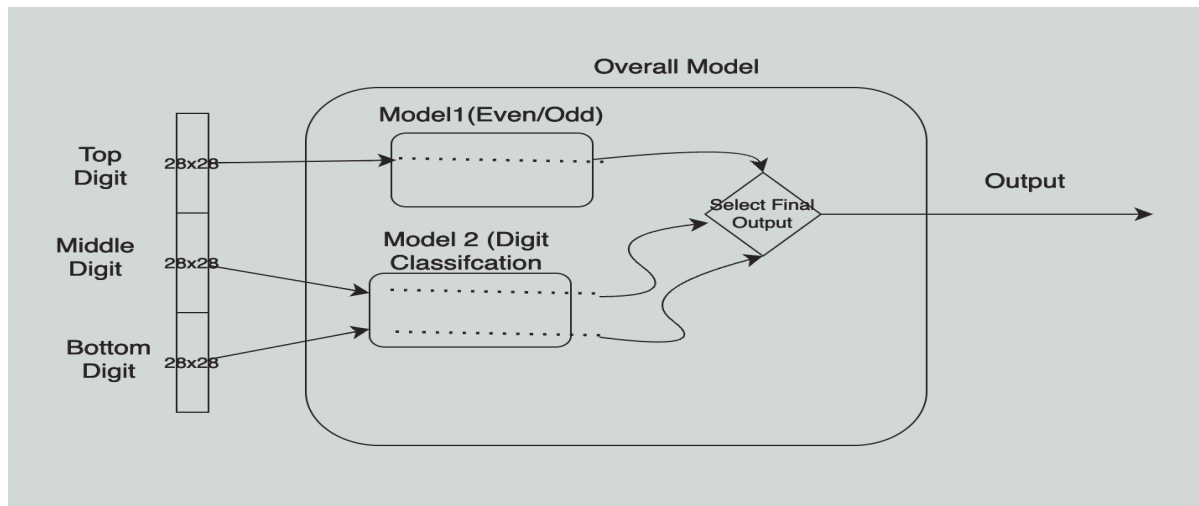 Overall Model
Model1(Even/Odd)
Top
Digit
28x28
Output
Select Final
Output
Middle
Digit
28x28
Model 2 (Digit
Classifcation
Bottom
Digit
28x28